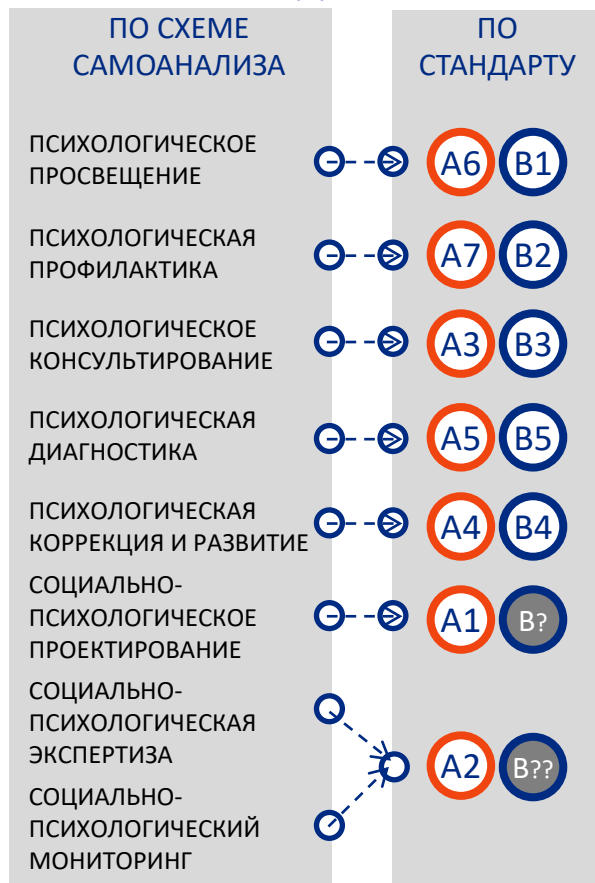 ПО СХЕМЕ
САМОАНАЛИЗА
ПО
СТАНДАРТУ
ПСИХОЛОГИЧЕСКОЕ
ПРОСВЕЩЕНИЕ
A6 B1
ПСИХОЛОГИЧЕСКАЯ
ПРОФИЛАКТИКА
A7 B2
ПСИХОЛОГИЧЕСКОЕ
КОНСУЛЬТИРОВАНИЕ
A3 B3
ПСИХОЛОГИЧЕСКАЯ
ДИАГНОСТИКА
A5 B5
ПСИХОЛОГИЧЕСКАЯ
КОРРЕКЦИЯ И РАЗВИТИЕ
A4 B4
СОЦИАЛЬНО-
ПСИХОЛОГИЧЕСКОЕ
ПРОЕКТИРОВАНИЕ
A1 B?
СОЦИАЛЬНО-
ПСИХОЛОГИЧЕСКАЯ
ЭКСПЕРТИЗА
СОЦИАЛЬНО-
ПСИХОЛОГИЧЕСКИЙ
МОНИТОРИНГ
A2 B??